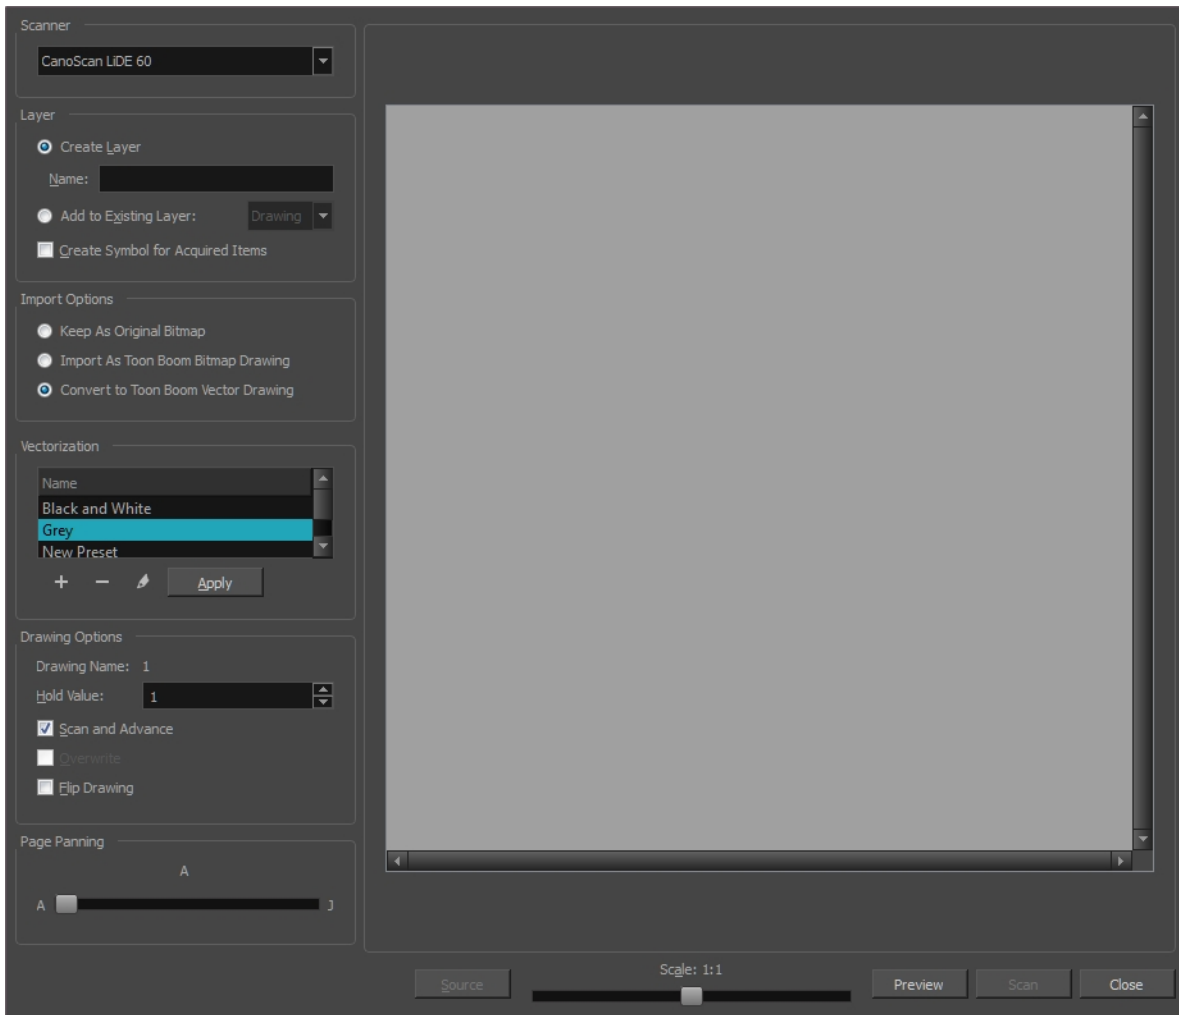 Scanner
CanoScan LiDE 60
Layer
Create Layer
Name:
Add to Existing Layer: Drawing
Create Symbol for Acquired Items
Import Options
Keep As Original Bitmap
Import As Toon Boom Bitmap Drawing
Convert to Toon Boom Vector Drawing
Vectorization
Name
Black and White
Grey
New Preset
Apply
Drawing Options
Drawing Name: 1
Hold Value: 1
Scan and Advance
Overwrite
Flip Drawing
Page Panning
A
A J
Scale: 1:1
Source Preview Scan Close